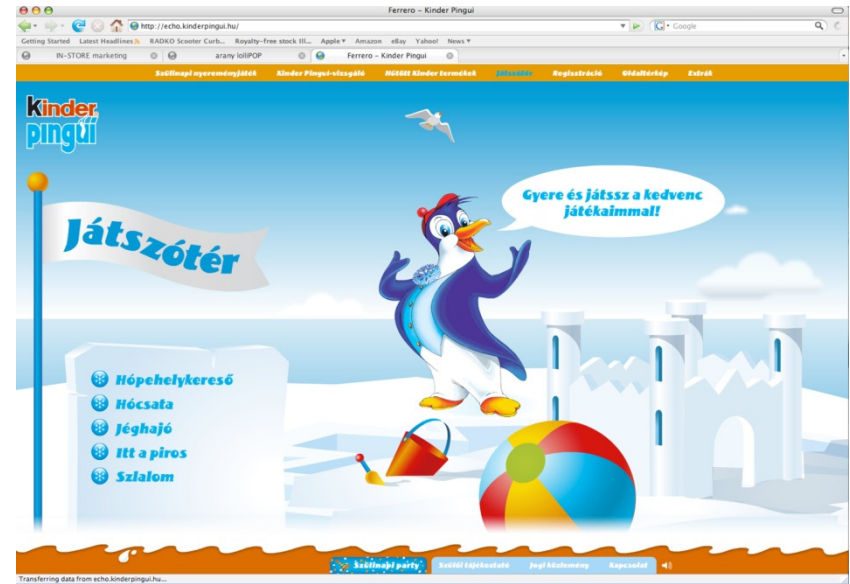 Ferrero – Kinder Pingui
http://echo.kinderpingui.hu/
Google
Getting Started Latest Headlines RADKO Scooter Curb... Royalty-free stock Ill... Apple Amazon eBay Yahoo! News
IN-STORE marketing arany lolliPOP Ferrero – Kinder Pingui
Szülinapi nyereményjáték Kinder Pingui-vizsgáló Hűtött Kinder termékek Játszótér Regisztráció Oldaltérkép Extrák
Kinder
pingüi
Gyere és játssz a kedvenc
játékaimmal!
Játszótér
Hópehelykereső
Hócsata
Jéghajó
Itt a piros
Szlalom
Szülinapi party Szülői tájékoztató Jogi közlemény Kapcsolat
Transferring data from echo.kinderpingui.hu...